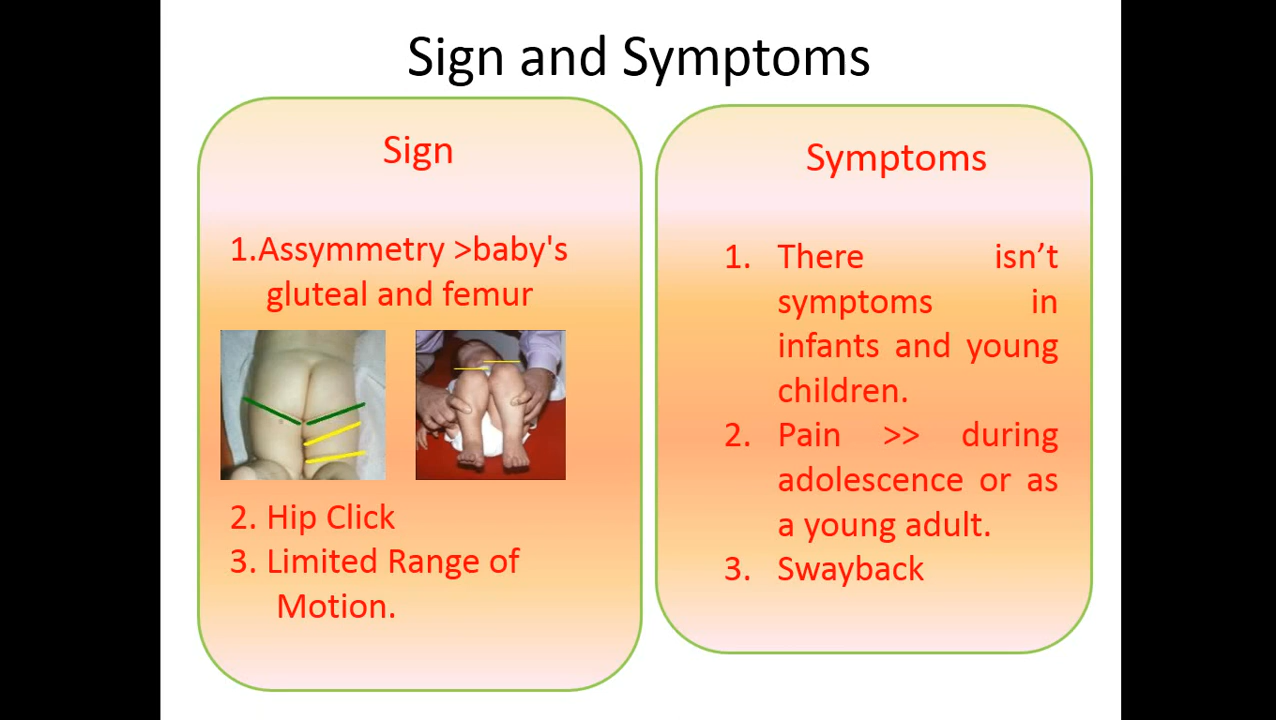 Sign and Symptoms
Sign
1.Assymmetry >baby's
gluteal and femur
2. Hip Click
3. Limited Range of
Motion.
Symptoms
1. There isn’t
symptoms in
infants and young
children.
2. Pain >> during
adolescence or as
a young adult.
3. Swayback